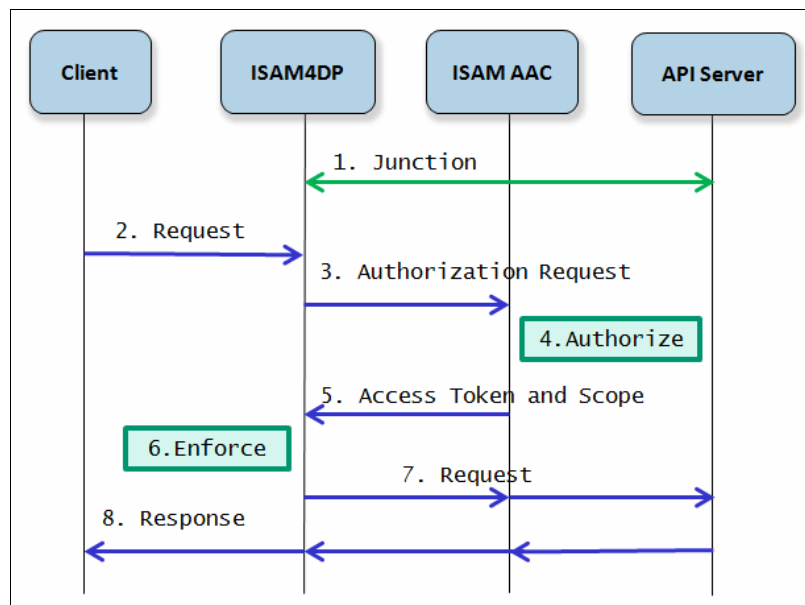 Client
ISAM4DP
ISAM AAC
API Server
1. Junction
2. Request
3. Authorization Request
4.Authorize
5. Access Token and Scope
6.Enforce
7. Request
8. Response